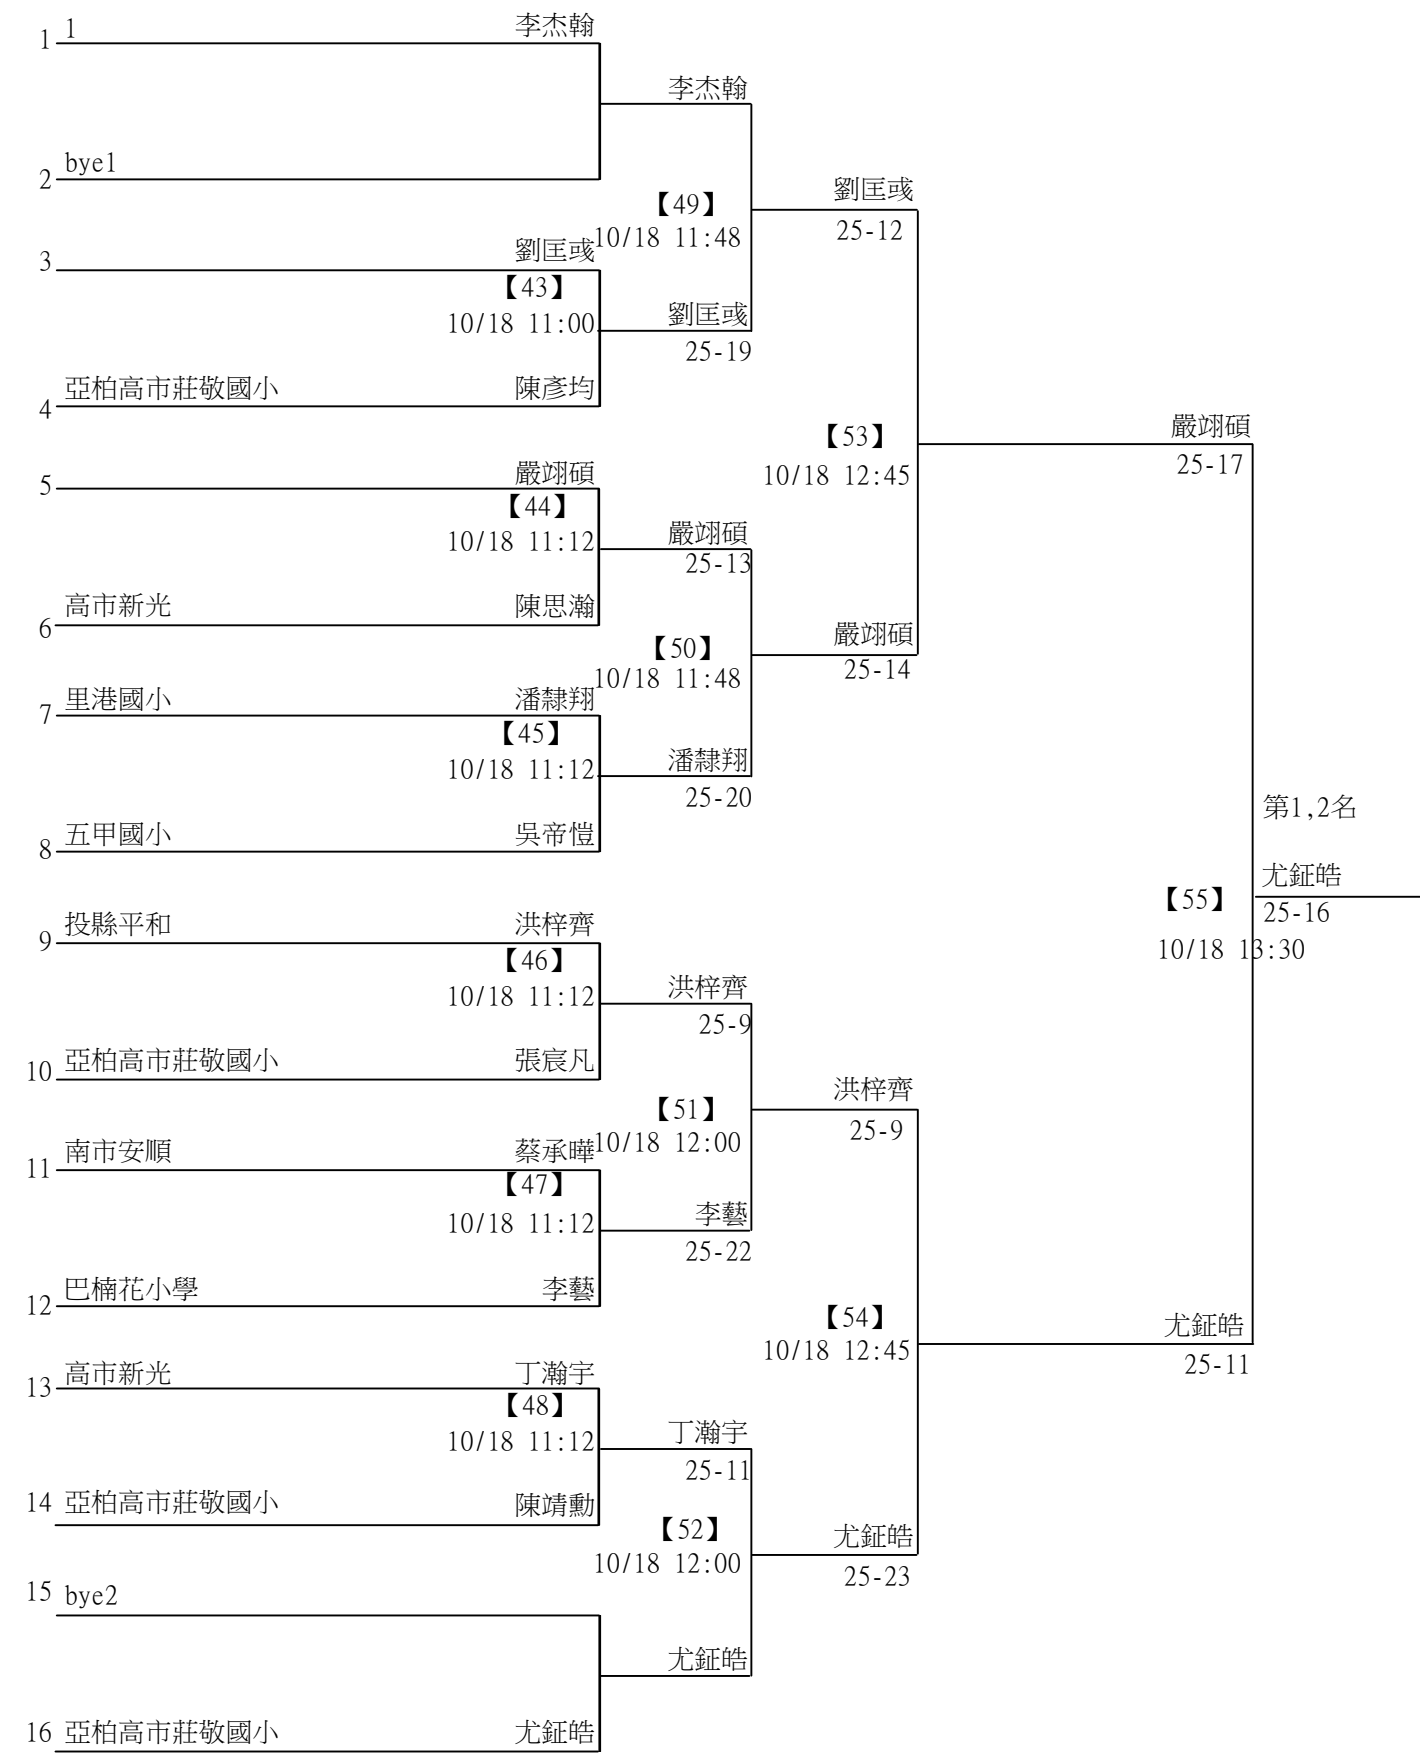 1 1 李杰翰
李杰翰
2 bye1
劉匡彧
【49】
25-12
10/18 11:48
3 劉匡彧
【43】
劉匡彧
10/18 11:00
25-19
4 亞柏高市莊敬國小 陳彥均
嚴翊碩
【53】
25-17
10/18 12:45
5 嚴翊碩
【44】
嚴翊碩
10/18 11:12
25-13
6 高市新光 陳思瀚
嚴翊碩
【50】
25-14
10/18 11:48
7 里港國小 潘隸翔
【45】
潘隸翔
10/18 11:12
25-20
第1,2名
8 五甲國小 吳帝愷
尤鉦皓
【55】
25-16
10/18 13:30
9 投縣平和 洪梓齊
【46】
洪梓齊
10/18 11:12
25-9
10 亞柏高市莊敬國小 張宸凡
洪梓齊
【51】
25-9
10/18 12:00
11 南市安順 蔡承曄
【47】
李藝
10/18 11:12
25-22
12 巴楠花小學 李藝
【54】
尤鉦皓
10/18 12:45
25-11
13 高市新光 丁瀚宇
【48】
丁瀚宇
10/18 11:12
25-11
14 亞柏高市莊敬國小 陳靖勳
【52】
尤鉦皓
10/18 12:00
25-23
15 bye2
尤鉦皓
16 亞柏高市莊敬國小 尤鉦皓